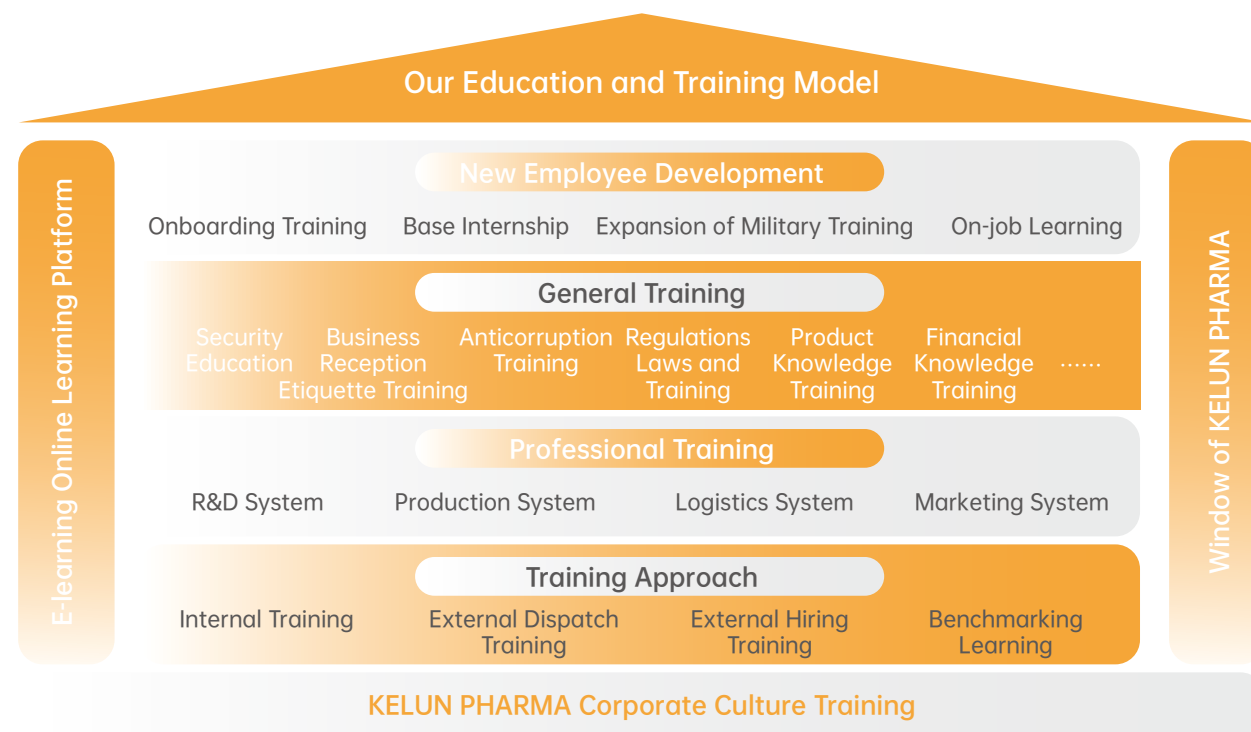 Our Education and Training Model
E-learning Online Learning Platform
New Employee Development
Onboarding Training
Base Internship
Expansion of Military Training
On-job Learning
General Training
Security
Education
Business
Reception
Etiquette Training
Anticorruption
Training
Regulations
Laws and
Training
Product
Knowledge
Training
Financial
Knowledge
Training
······
Professional Training
R&D System
Production System
Logistics System
Marketing System
Training Approach
Internal Training
External Dispatch
Training
External Hiring
Training
Benchmarking
Learning
Window of KELUN PHARMA
KELUN PHARMA Corporate Culture Training